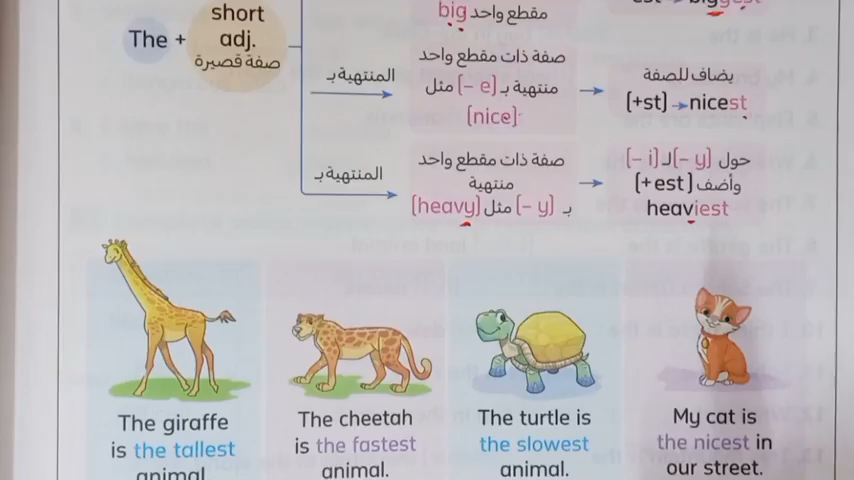 The +
short
adj.
صفة قصيرة
big مقطع واحد
المنتهية بـ
صفة ذات مقطع واحد
منتهية بـ (e -) مثل
(nice)
يضاف للصفة
(+st) → nicest
المنتهية بـ
صفة ذات مقطع واحد
منتهية
بـ (y -) مثل (heavy)
حول (y -) لـ (i -)
وأضف (+est)
heaviest
The giraffe
is the tallest
animal.
The cheetah
is the fastest
animal.
The turtle is
the slowest
animal.
My cat is
the nicest in
our street.